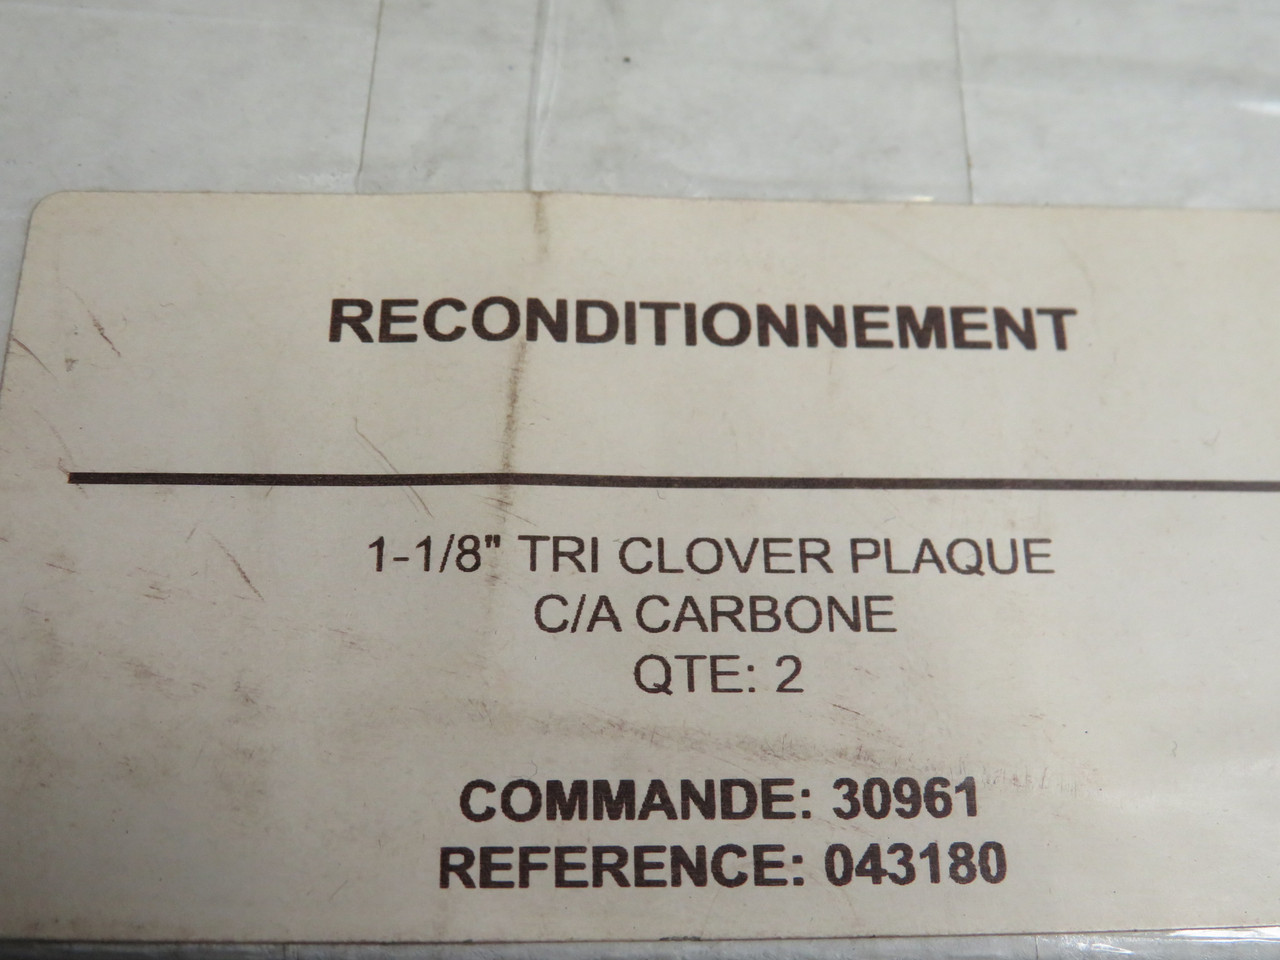 RECONDITIONNEMENT
1-1/8" TRI CLOVER PLAQUE
C/A CARBONE
QTE: 2
COMMANDE: 30961
REFERENCE: 043180